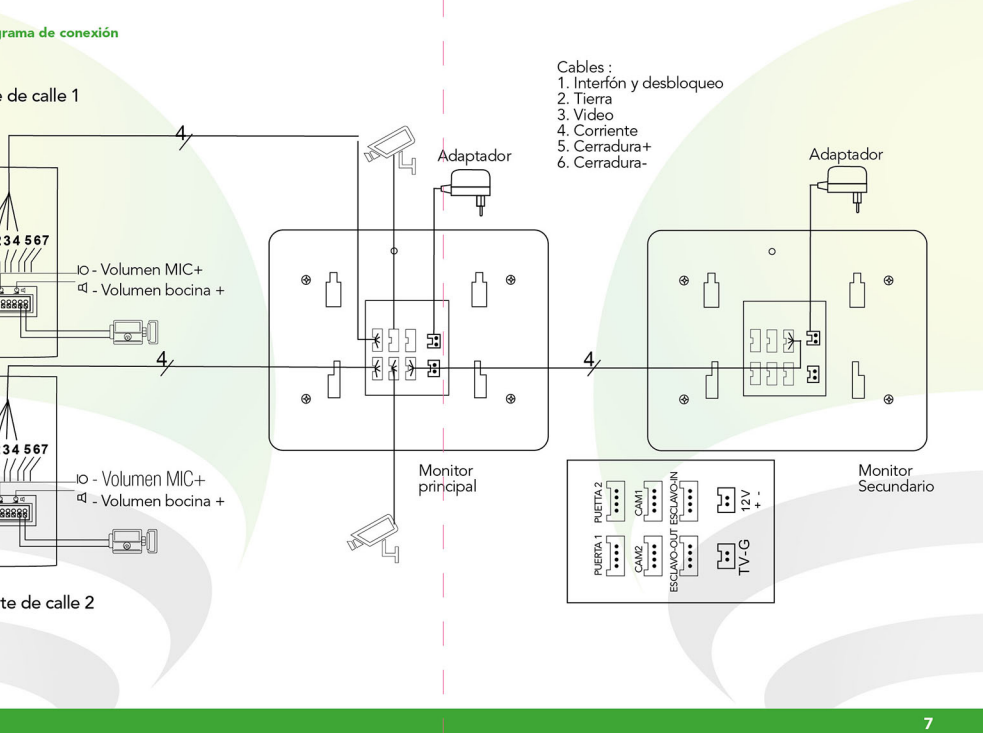 grama de conexión
e de calle 1
4
Adaptador
Cables :
1. Interfón y desbloqueo
2. Tierra
3. Video
4. Corriente
5. Cerradura+
6. Cerradura-
Adaptador
234 567
- Volumen MIC+
- Volumen bocina +
4
4
34 567
- Volumen MIC+
- Volumen bocina +
Monitor
principal
Monitor
Secundario
PUETTA 2
CAM1
ESCLAVO-IN
12V
+ -
PUERTA 1
CAM2
ESCLAVO-OUT
TV-G
te de calle 2
7